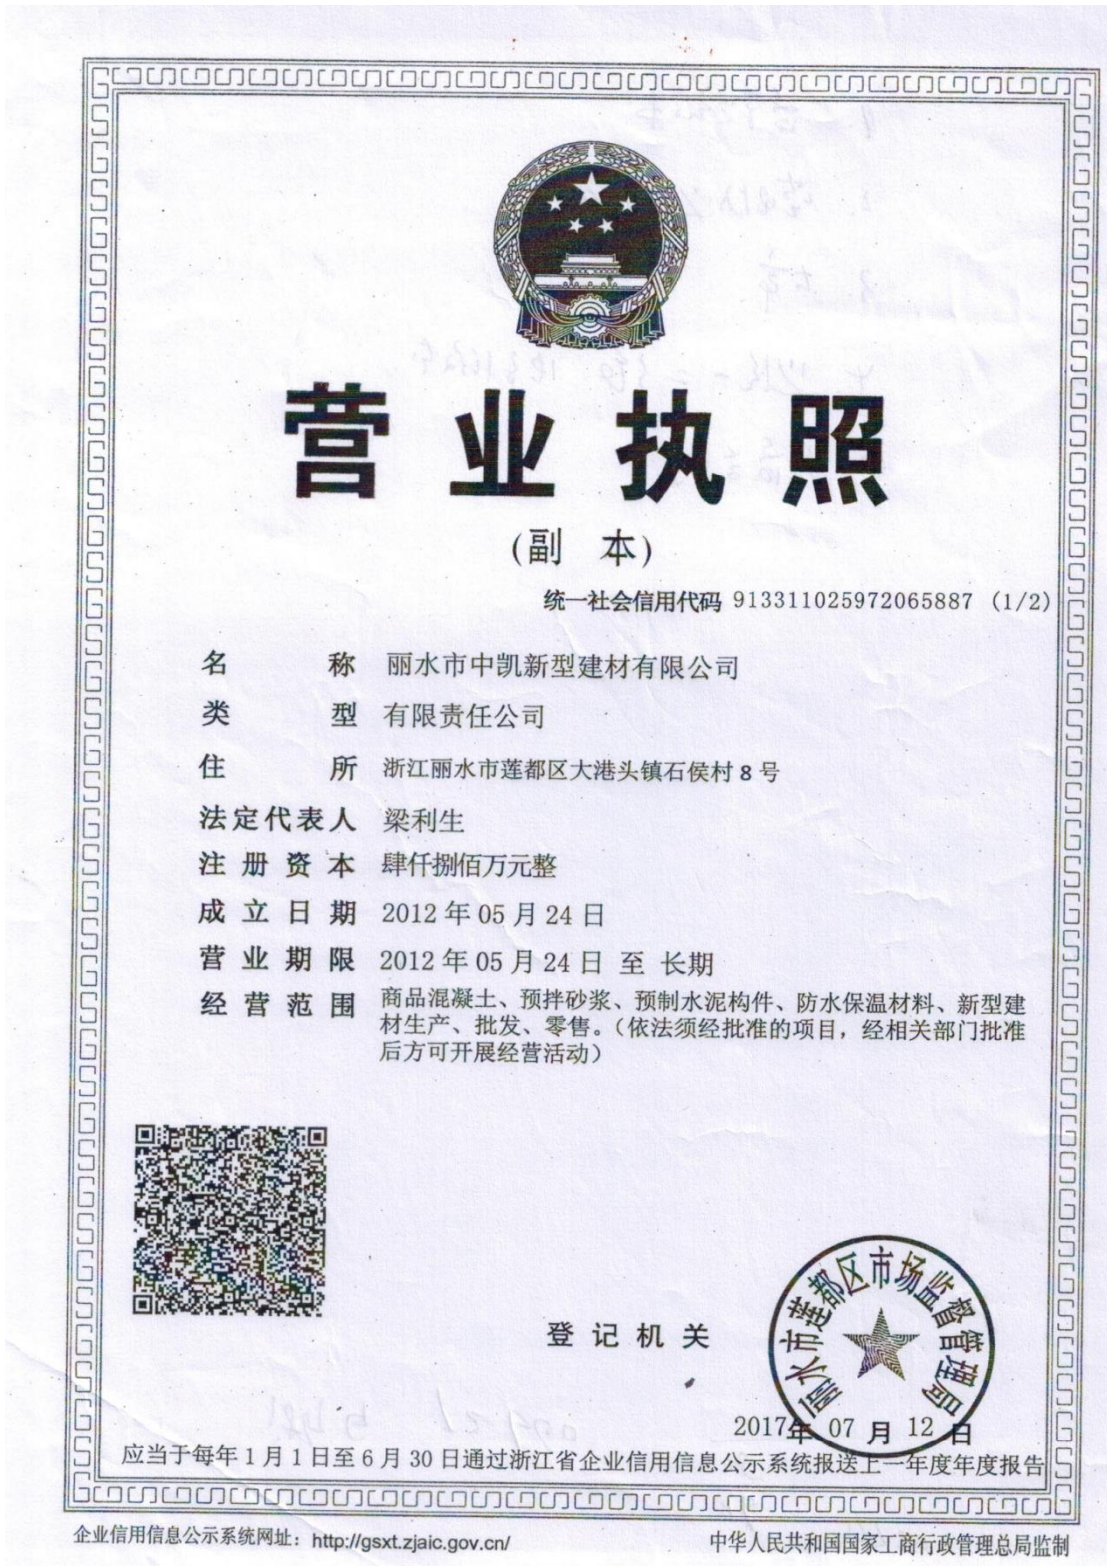 营业执照
(副 本)
统一社会信用代码 913311025972065887 (1/2)
名 称 丽水市中凯新型建材有限公司
类 型 有限责任公司
住 所 浙江丽水市莲都区大港头镇石侯村8号
法定代表人 梁利生
注册资本 肆仟捌佰万元整
成立日期 2012年05月24日
营业期限 2012年05月24日 至 长期
经营范围 商品混凝土、预拌砂浆、预制水泥构件、防水保温材料、新型建
材生产、批发、零售。（依法须经批准的项目，经相关部门批准
后方可开展经营活动）
登记机关
丽水市莲都区市场监督管理局
2017年 07 月 12 日
应当于每年1月1日至6月30日通过浙江省企业信用信息公示系统报送上一年度年度报告
企业信用信息公示系统网址：http://gsxt.zjaic.gov.cn/
中华人民共和国国家工商行政管理总局监制